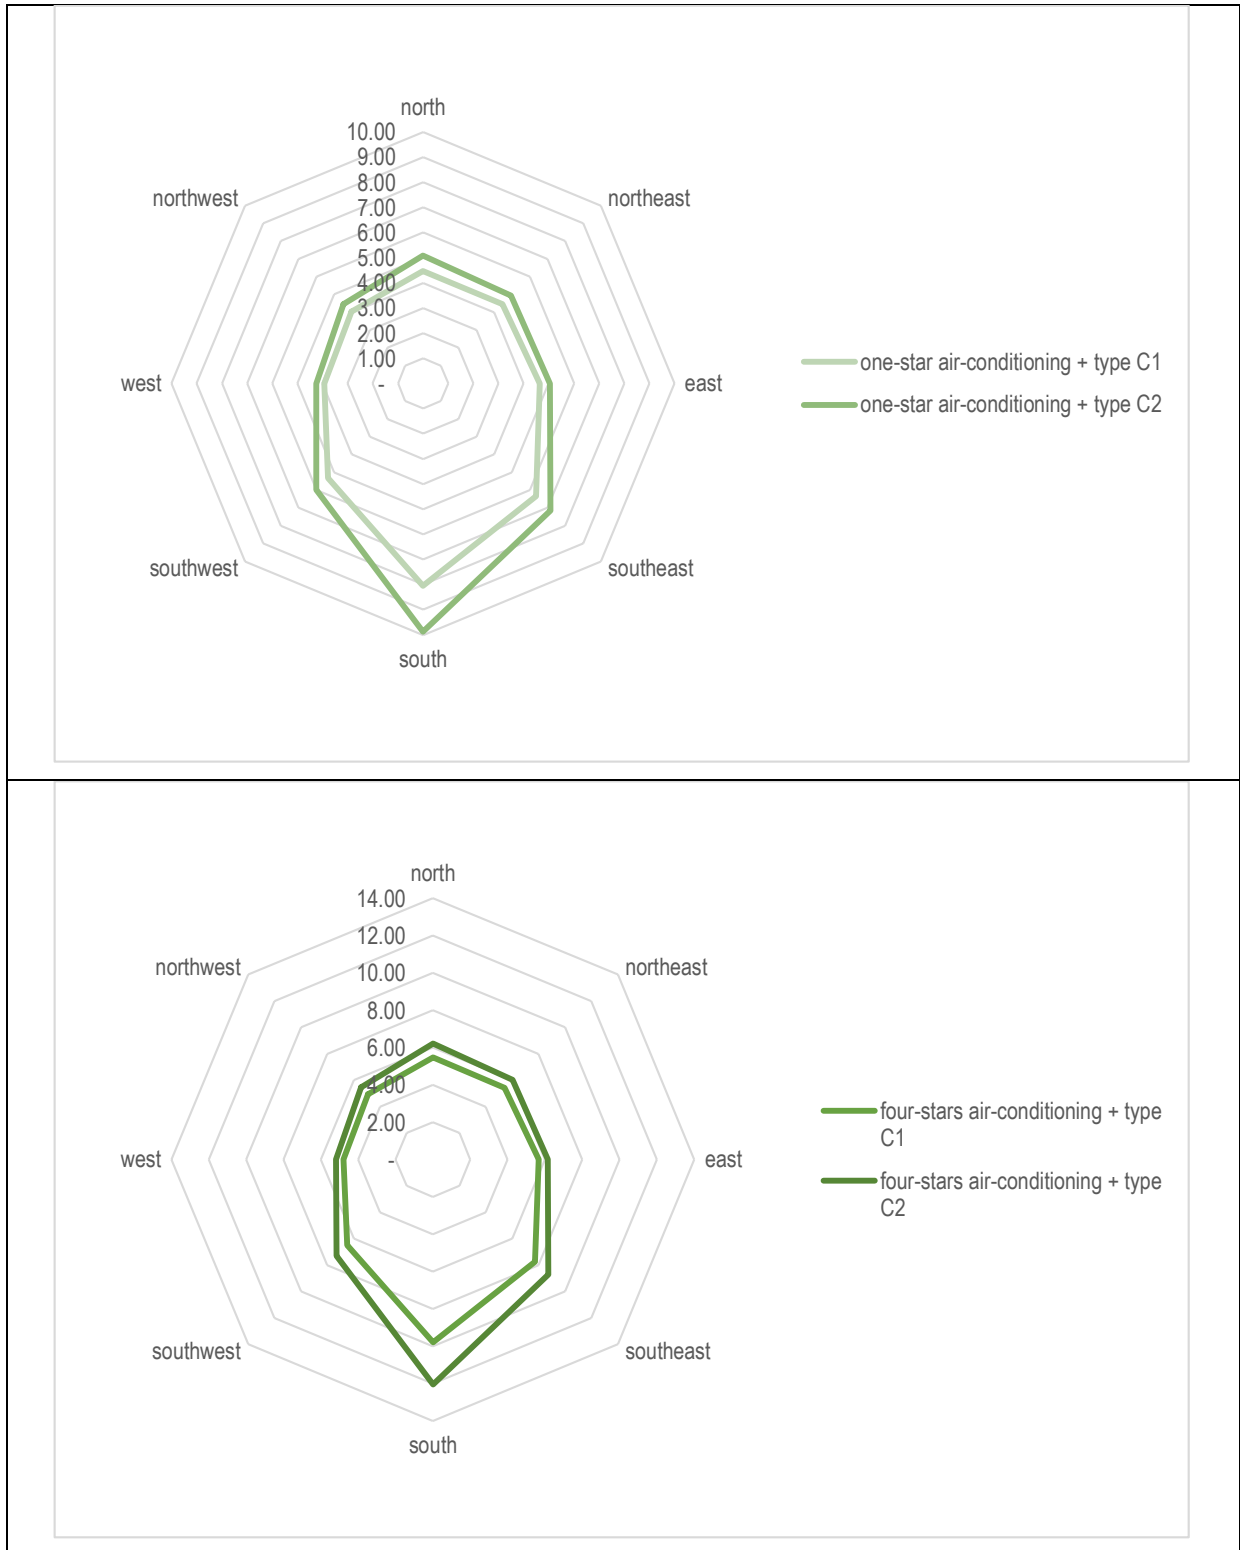 north
10.00
9.00
northwest
8.00
northeast
7.00
6.00
5.00
4.00
3.00
2.00
1.00
one-star air-conditioning + type C1
west
-
east
one-star air-conditioning + type C2
southwest
southeast
south
north
14.00
12.00
northwest
10.00
northeast
8.00
6.00
4.00
four-stars air-conditioning + type
C1
2.00
west
-
east
four-stars air-conditioning + type
C2
southwest
southeast
south